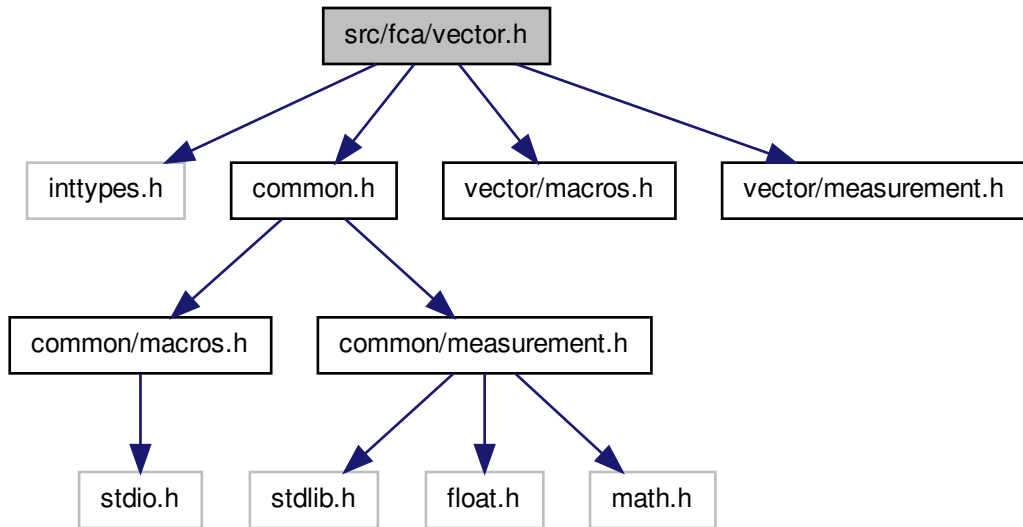 src/fca/vector.h
inttypes.h
common.h
vector/macros.h
vector/measurement.h
common/macros.h
common/measurement.h
stdio.h
stdlib.h
float.h
math.h